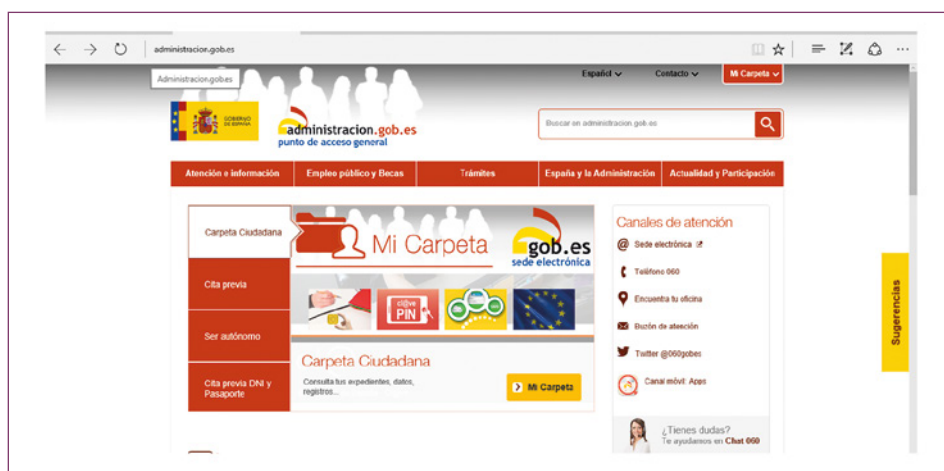 administracion.gob.es
Administracion.gob.es
Español
Contacto
Mi Carpeta
GOBIERNO
DE ESPAÑA
administracion.gob.es
punto de acceso general
Buscar en administracion.gob.es
Atención e información
Empleo público y Becas
Trámites
España y la Administración
Actualidad y Participación
Carpeta Ciudadana
Cita previa
Ser autónomo
Cita previa DNI y
Pasaporte
Mi Carpeta
gob.es
sede electrónica
cl@ve
PIN
Carpeta Ciudadana
Consulta tus expedientes, datos,
registros...
Mi Carpeta
Canales de atención
Sede electrónica
Teléfono 060
Encuentra tu oficina
Buzón de atención
Twitter @060gobes
Canal móvil: Apps
¿Tienes dudas?
Te ayudamos en Chat 060
Sugerencias